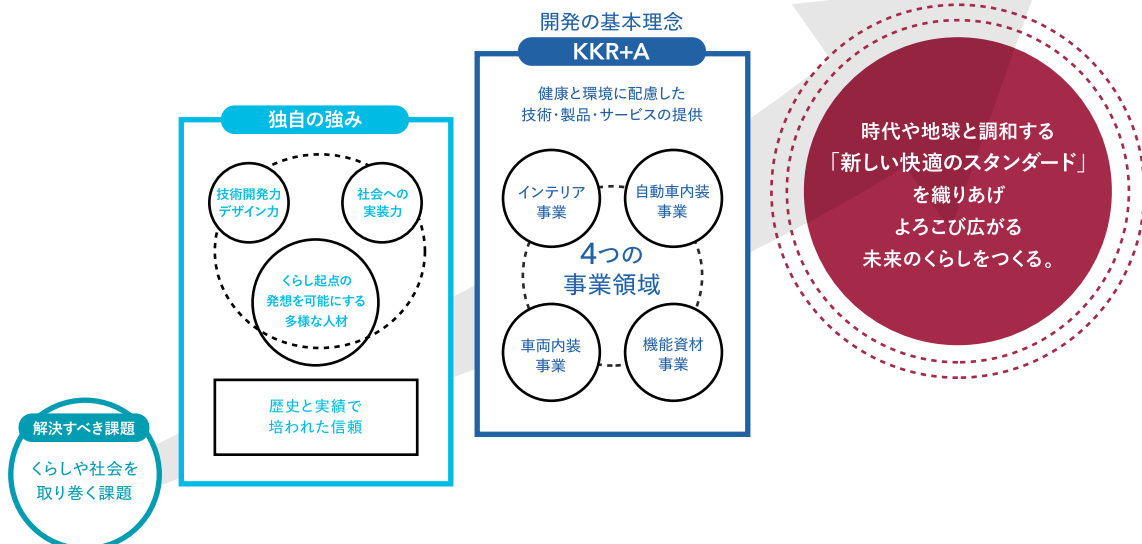 解決すべき課題
くらしや社会を
取り巻く課題
独自の強み
技術開発力
デザイン力
社会への
実装力
くらし起点の
発想を可能にする
多様な人材
歴史と実績で
培われた信頼
開発の基本理念
KKR+A
健康と環境に配慮した
技術・製品・サービスの提供
インテリア
事業
自動車内装
事業
4つの
事業領域
車両内装
事業
機能資材
事業
時代や地球と調和する
「新しい快適のスタンダード」
を織りあげ
よろこび広がる
未来のくらしをつくる。